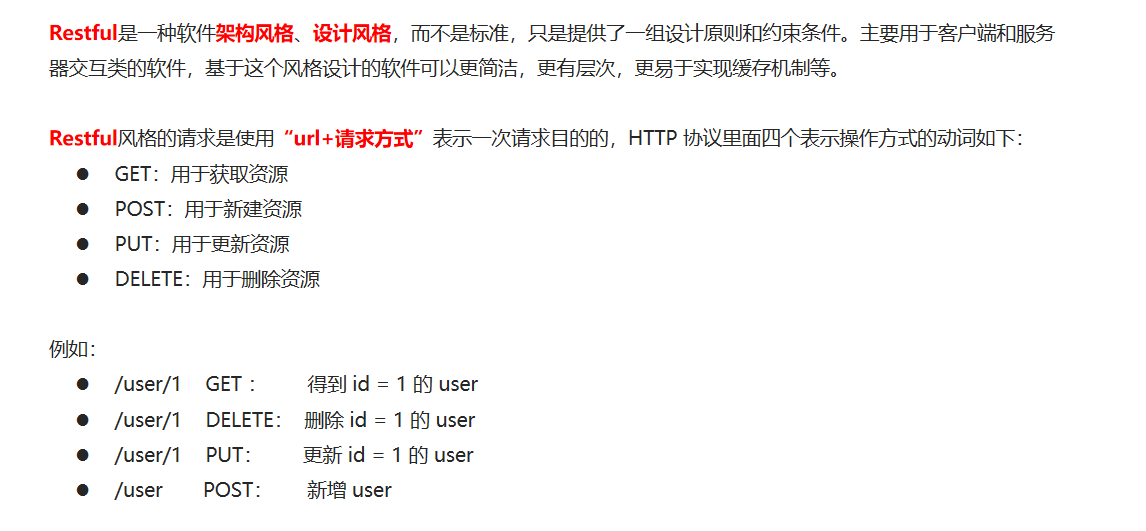 Restful是一种软件架构风格、设计风格，而不是标准，只是提供了一组设计原则和约束条件。主要用于客户端和服务
器交互类的软件，基于这个风格设计的软件可以更简洁，更有层次，更易于实现缓存机制等。
Restful风格的请求是使用“url+请求方式”表示一次请求目的的，HTTP 协议里面四个表示操作方式的动词如下：
● GET：用于获取资源
● POST：用于新建资源
● PUT：用于更新资源
● DELETE：用于删除资源
例如：
● /user/1 GET ： 得到 id = 1 的 user
● /user/1 DELETE： 删除 id = 1 的 user
● /user/1 PUT： 更新 id = 1 的 user
● /user POST： 新增 user